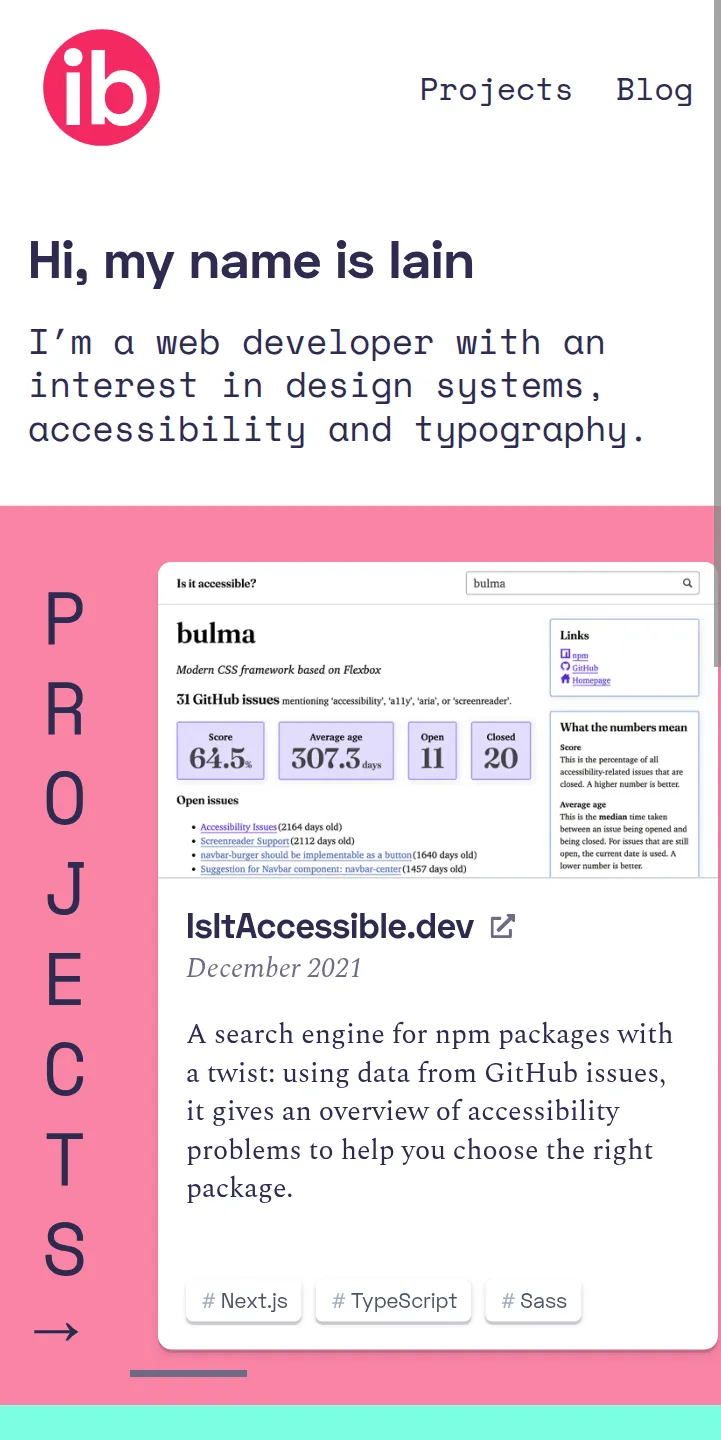 ib
Projects Blog
Hi, my name is Iain
I’m a web developer with an
interest in design systems,
accessibility and typography.
PROJECTS
→
Is it accessible?
bulma
bulma
Modern CSS framework based on Flexbox
31 GitHub issues mentioning ‘accessibility’, ‘a11y’, ‘aria’, or ‘screenreader’.
Score
64.5%
Average age
307.3 days
Open
11
Closed
20
Open issues
• Accessibility Issues (2164 days old)
• Screenreader Support (2112 days old)
• navbar-burger should be implementable as a button (1640 days old)
• Suggestion for Navbar component: navbar-center (1457 days old)
Links
npm
GitHub
Homepage
What the numbers mean
Score
This is the percentage of all
accessibility-related issues that are
closed. A higher number is better.
Average age
This is the median time taken
between an issue being opened and
being closed. For issues that are still
open, the current date is used. A
lower number is better.
IsItAccessible.dev
December 2021
A search engine for npm packages with
a twist: using data from GitHub issues,
it gives an overview of accessibility
problems to help you choose the right
package.
# Next.js # TypeScript # Sass